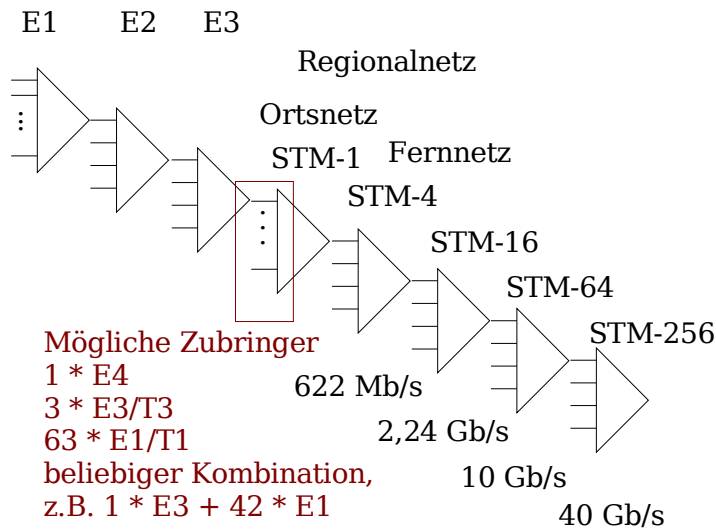 E1
E2
E3
Regionalnetz
Ortsnetz
STM-1
Fernnetz
STM-4
STM-16
STM-64
STM-256
Mögliche Zubringer
1 * E4
3 * E3/T3
63 * E1/T1
beliebiger Kombination,
z.B. 1 * E3 + 42 * E1
622 Mb/s
2,24 Gb/s
10 Gb/s
40 Gb/s